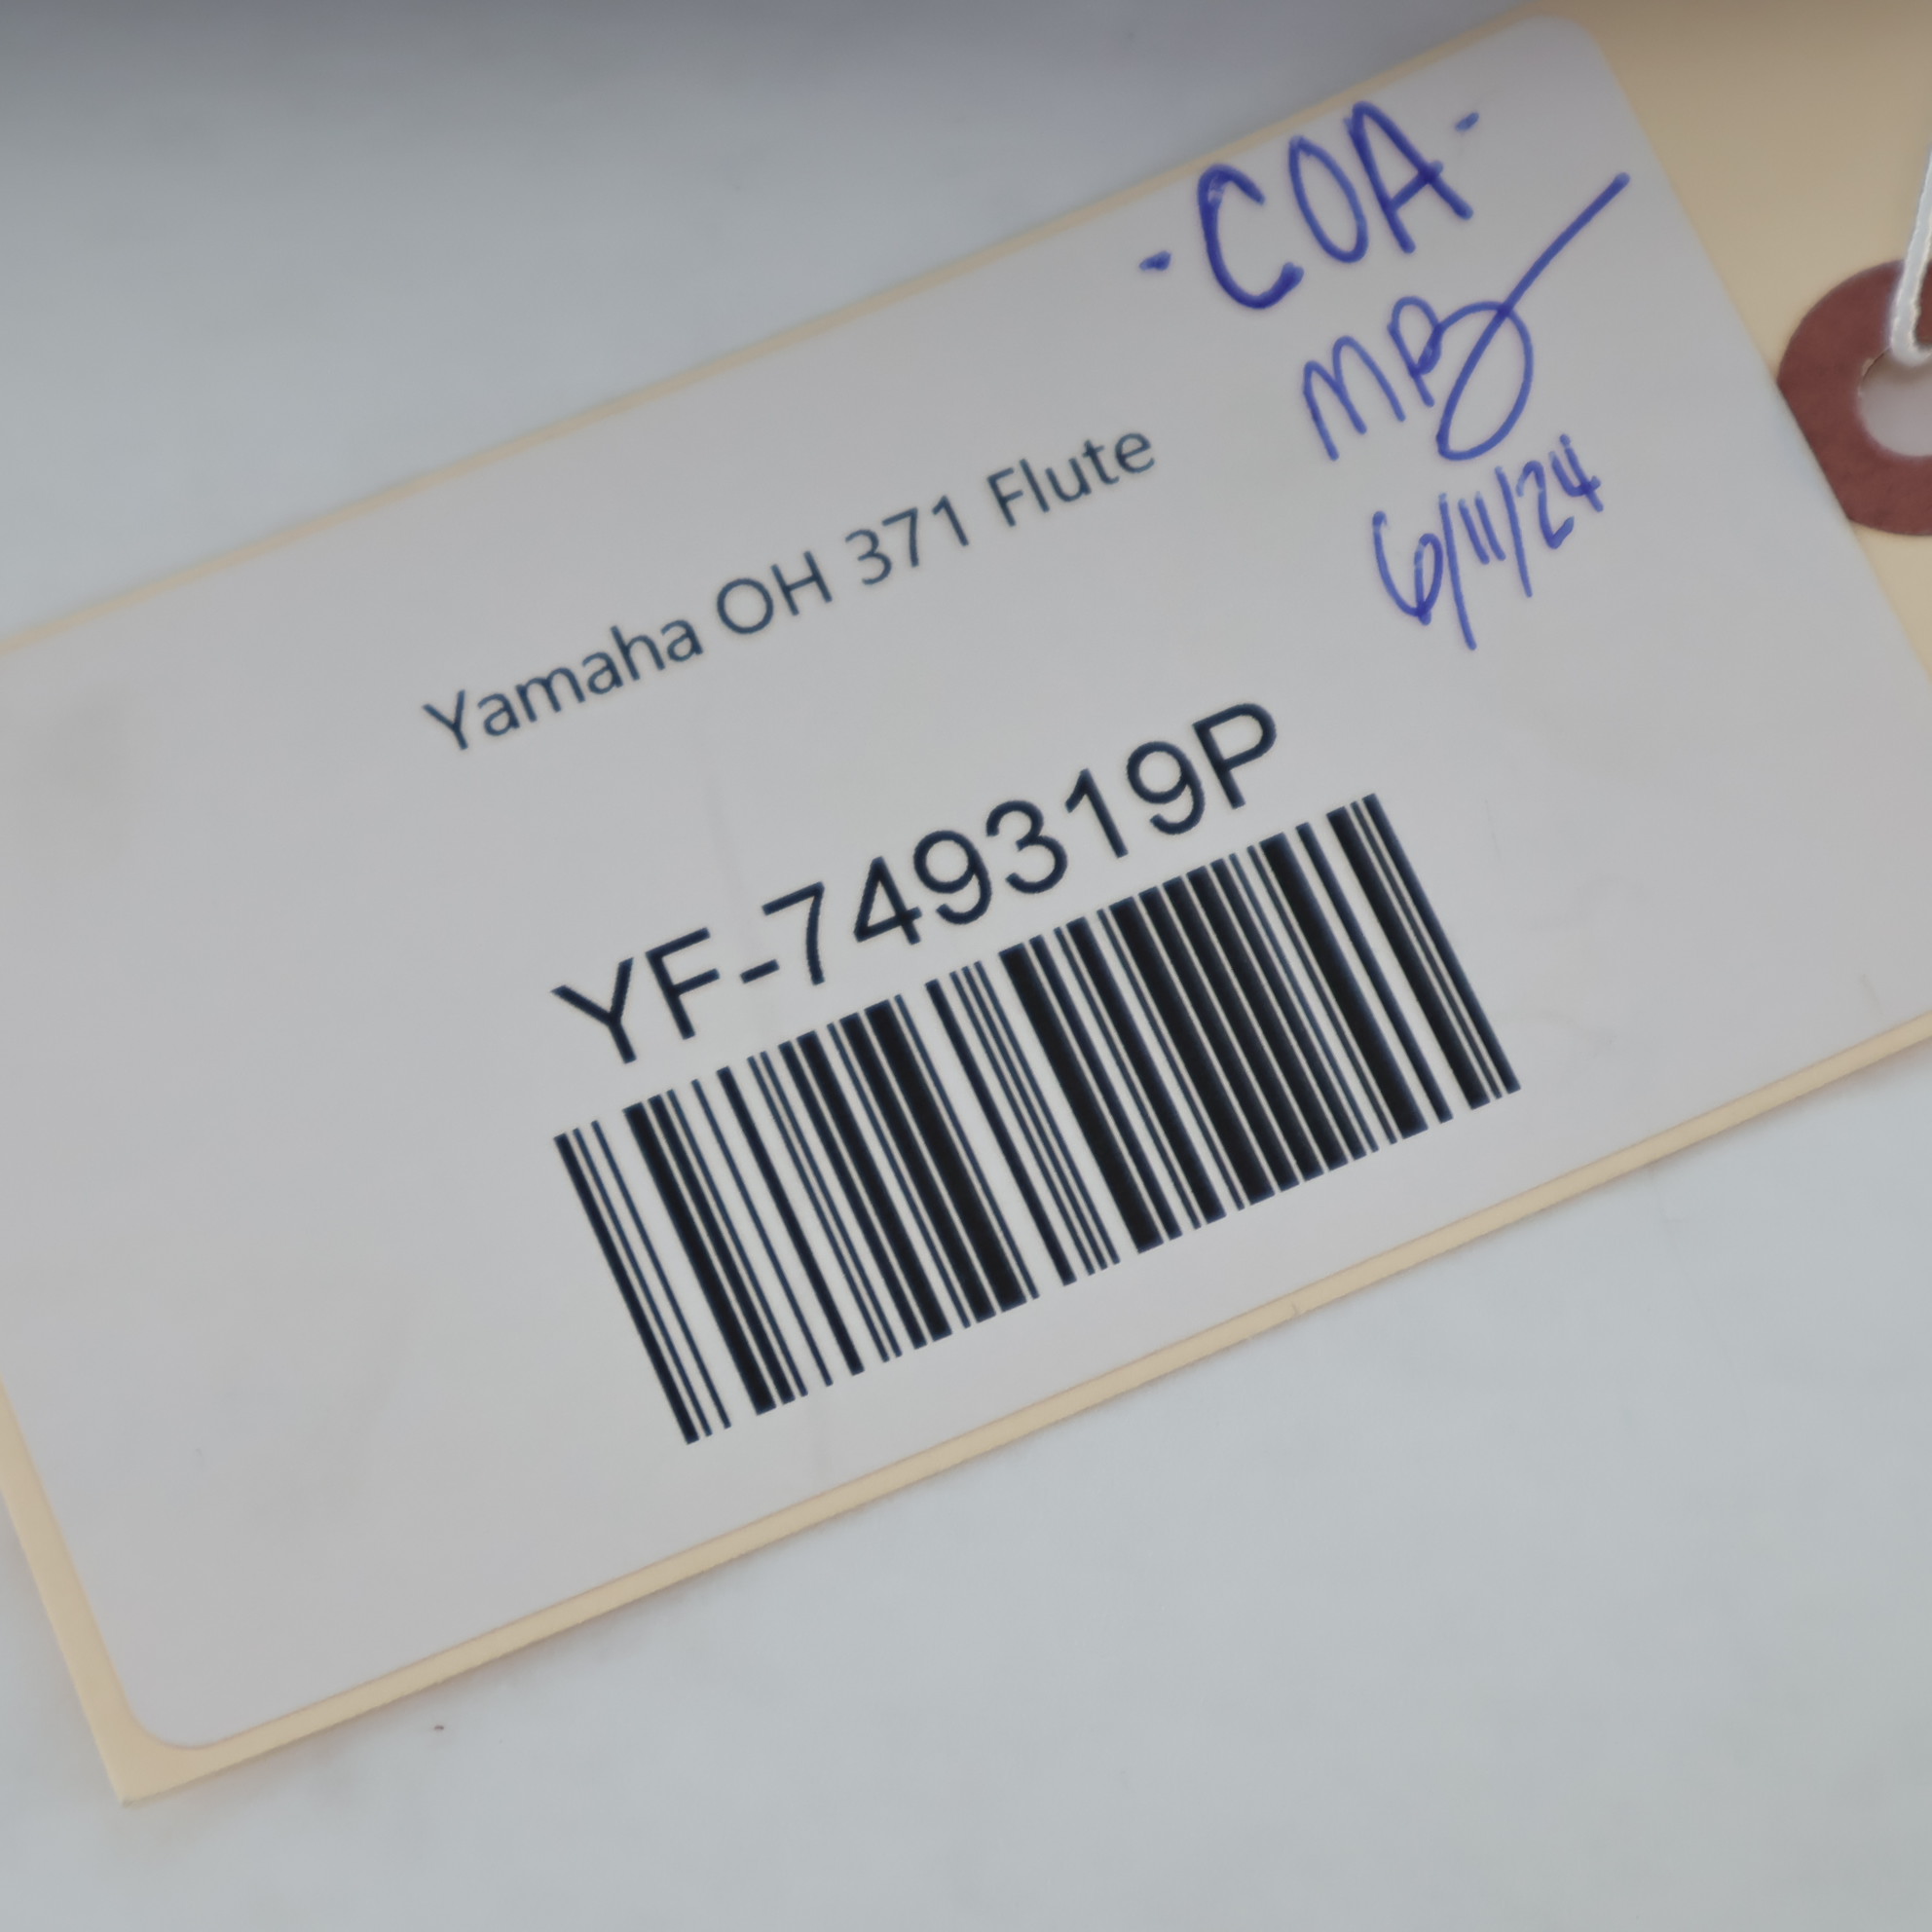 -COA-
MB
6/11/24
Yamaha OH 371 Flute
YF-749319P